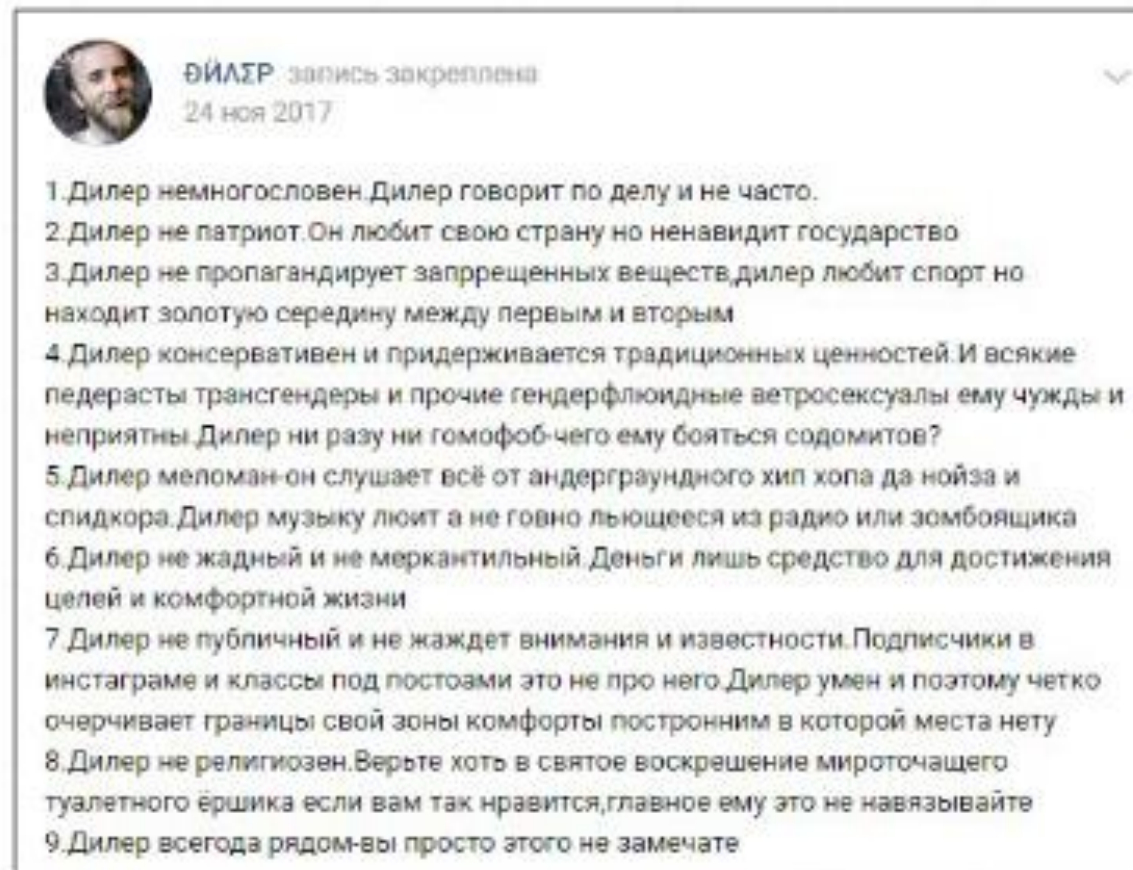 ÐЙΛΣΡ запись закреплена
24 ноя 2017
1.Дилер немногословен.Дилер говорит по делу и не часто.
2.Дилер не патриот.Он любит свою страну но ненавидит государство
3.Дилер не пропагандирует запррещенных веществ,дилер любит спорт но
находит золотую середину между первым и вторым
4.Дилер консервативен и придерживается традиционных ценностей.И всякие
педерасты трансгендеры и прочие гендерфлюидные ветросексуалы ему чужды и
неприятны.Дилер ни разу ни гомофоб-чего ему бояться содомитов?
5.Дилер меломан-он слушает всё от андерграундного хип хопа да нойза и
спидкора.Дилер музыку люит а не говно льющееся из радио или зомбоящика
6.Дилер не жадный и не меркантильный.Деньги лишь средство для достижения
целей и комфортной жизни
7.Дилер не публичный и не жаждет внимания и известности.Подписчики в
инстаграме и классы под постоами это не про него.Дилер умен и поэтому четко
очерчивает границы свой зоны комфорты постронним в которой места нету
8.Дилер не религиозен.Верьте хоть в святое воскрешение мироточащего
туалетного ёршика если вам так нравится,главное ему это не навязывайте
9.Дилер всегода рядом-вы просто этого не замечате